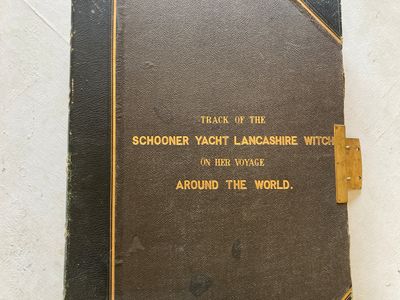 TRACK OF THE
SCHOONER YACHT LANCASHIRE WITCH
ON HER VOYAGE
AROUND THE WORLD.